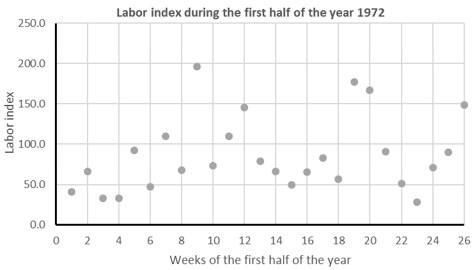 Labor index during the first half of the year 1972
250.0
200.0
150.0
100.0
50.0
0.0
Labor index
0 2 4 6 8 10 12 14 16 18 20 22 24 26
Weeks of the first half of the year